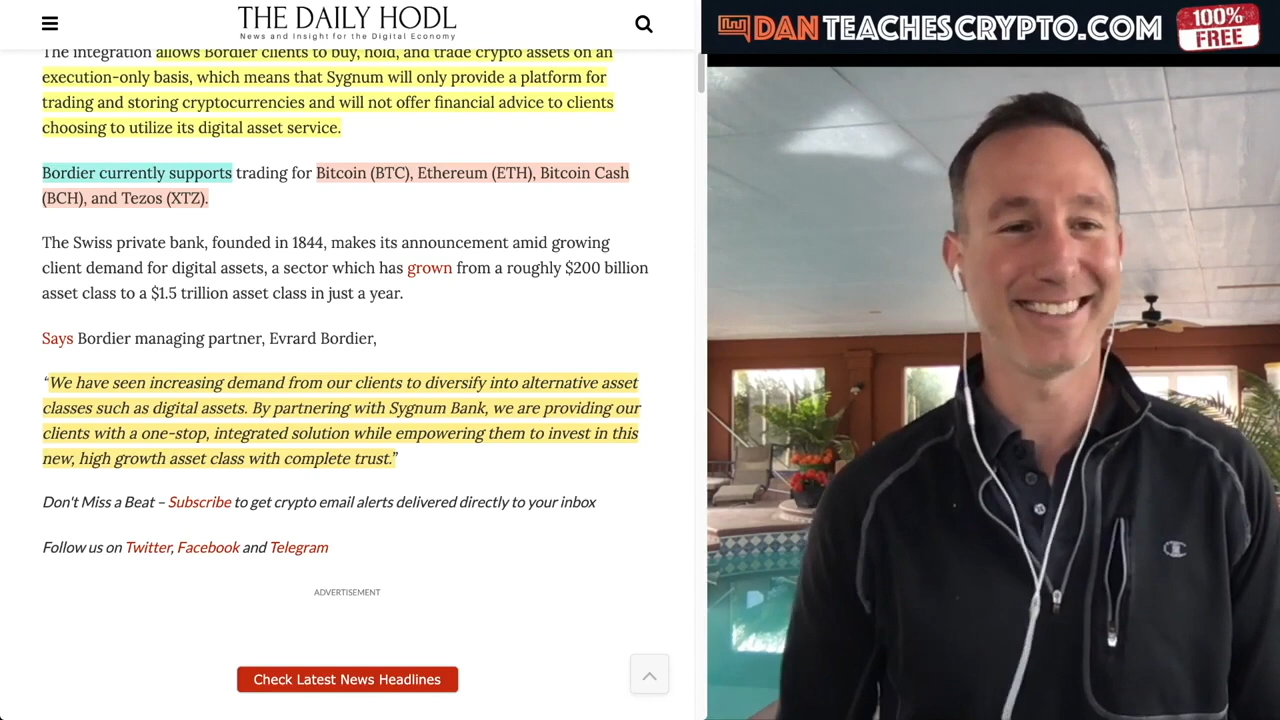 THE DAILY HODL
News and Insight for the Digital Economy
The integration allows Bordier clients to buy, hold, and trade crypto assets on an
execution-only basis, which means that Sygnum will only provide a platform for
trading and storing cryptocurrencies and will not offer financial advice to clients
choosing to utilize its digital asset service.
Bordier currently supports trading for Bitcoin (BTC), Ethereum (ETH), Bitcoin Cash
(BCH), and Tezos (XTZ).
The Swiss private bank, founded in 1844, makes its announcement amid growing
client demand for digital assets, a sector which has grown from a roughly $200 billion
asset class to a $1.5 trillion asset class in just a year.
Says Bordier managing partner, Evrard Bordier,
“We have seen increasing demand from our clients to diversify into alternative asset
classes such as digital assets. By partnering with Sygnum Bank, we are providing our
clients with a one-stop, integrated solution while empowering them to invest in this
new, high growth asset class with complete trust.”
Don't Miss a Beat – Subscribe to get crypto email alerts delivered directly to your inbox
Follow us on Twitter, Facebook and Telegram
ADVERTISEMENT
Check Latest News Headlines
DANTEACHESCRYPTO.COM
100%
FREE